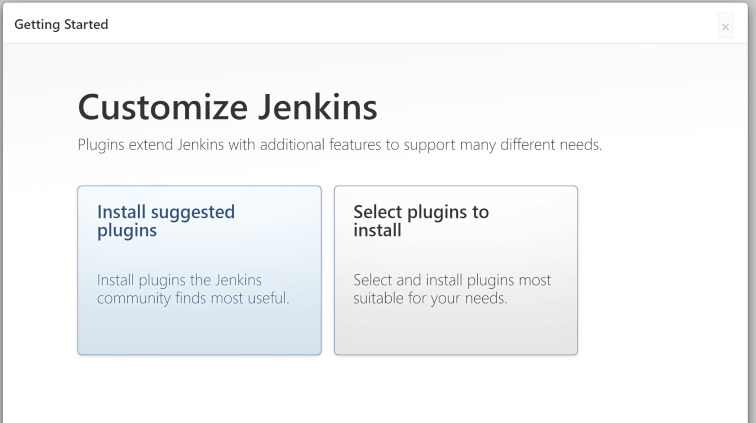 Getting Started
×
Customize Jenkins
Plugins extend Jenkins with additional features to support many different needs.
Install suggested
plugins
Install plugins the Jenkins
community finds most useful.
Select plugins to
install
Select and install plugins most
suitable for your needs.